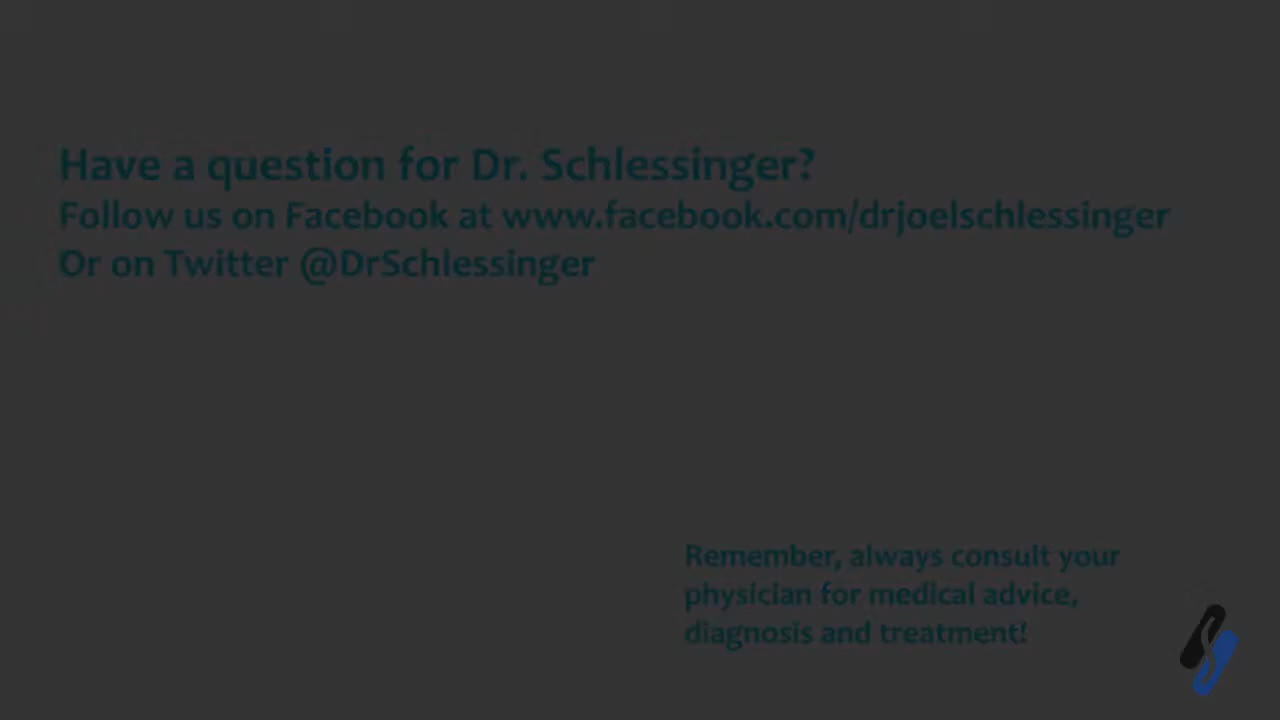 Have a question for Dr. Schlessinger?
Follow us on Facebook at www.facebook.com/drjoelschlessinger
Or on Twitter @DrSchlessinger
Remember, always consult your
physician for medical advice,
diagnosis and treatment!